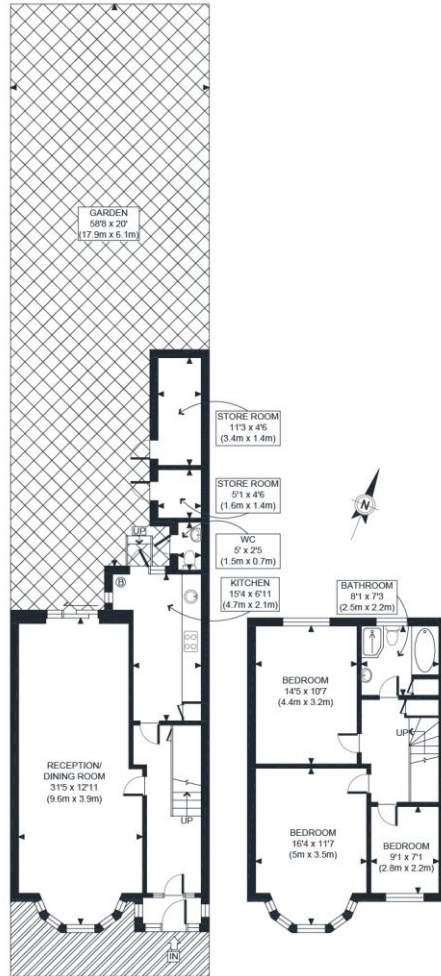 GARDEN
58'8 x 20'
(17.9m x 6.1m)
STORE ROOM
11'3 x 4'6
(3.4m x 1.4m)
STORE ROOM
5'1 x 4'6
(1.6m x 1.4m)
UP
WC
5' x 2'5
(1.5m x 0.7m)
B
KITCHEN
15'4 x 6'11
(4.7m x 2.1m)
RECEPTION/
DINING ROOM
31'5 x 12'11
(9.6m x 3.9m)
UP
IN
N
BATHROOM
8'1 x 7'3
(2.5m x 2.2m)
BEDROOM
14'5 x 10'7
(4.4m x 3.2m)
UP
BEDROOM
16'4 x 11'7
(5m x 3.5m)
BEDROOM
9'1 x 7'1
(2.8m x 2.2m)